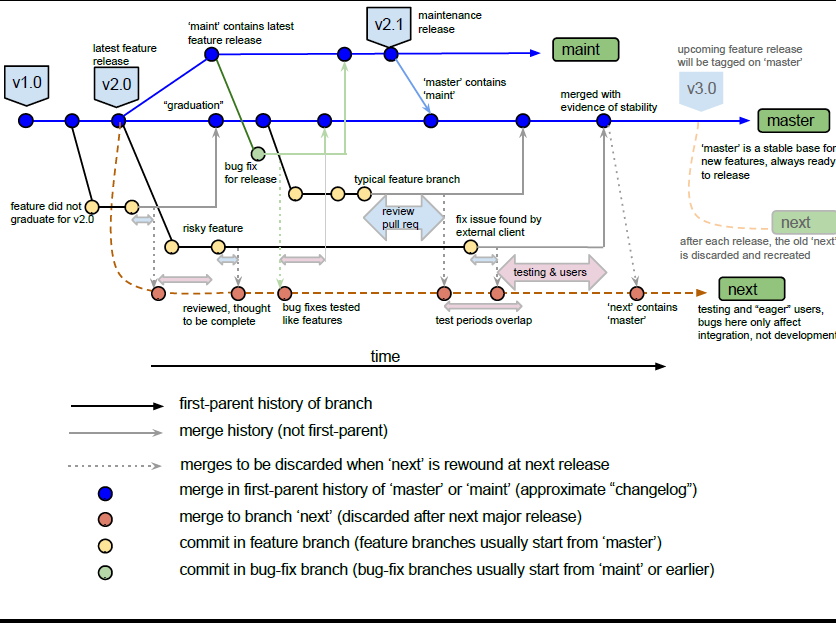 'maint' contains latest
feature release
v2.1
maintenance
release
latest feature
release
maint
upcoming feature release
will be tagged on 'master'
v1.0
v2.0
'master' contains
'maint'
v3.0
"graduation"
merged with
evidence of stability
master
bug fix
for release
typical feature branch
'master' is a stable base for
new features, always ready
to release
feature did not
graduate for v2.0
review
pull req
risky feature
fix issue found by
external client
next
after each release, the old 'next'
is discarded and recreated
testing & users
next
reviewed, thought
to be complete
bug fixes tested
like features
test periods overlap
'next' contains
'master'
testing and "eager" users,
bugs here only affect
integration, not development
time
first-parent history of branch
merge history (not first-parent)
merges to be discarded when 'next' is rewound at next release
merge in first-parent history of 'master' or 'maint' (approximate "changelog")
merge to branch 'next' (discarded after next major release)
commit in feature branch (feature branches usually start from 'master')
commit in bug-fix branch (bug-fix branches usually start from 'maint' or earlier)